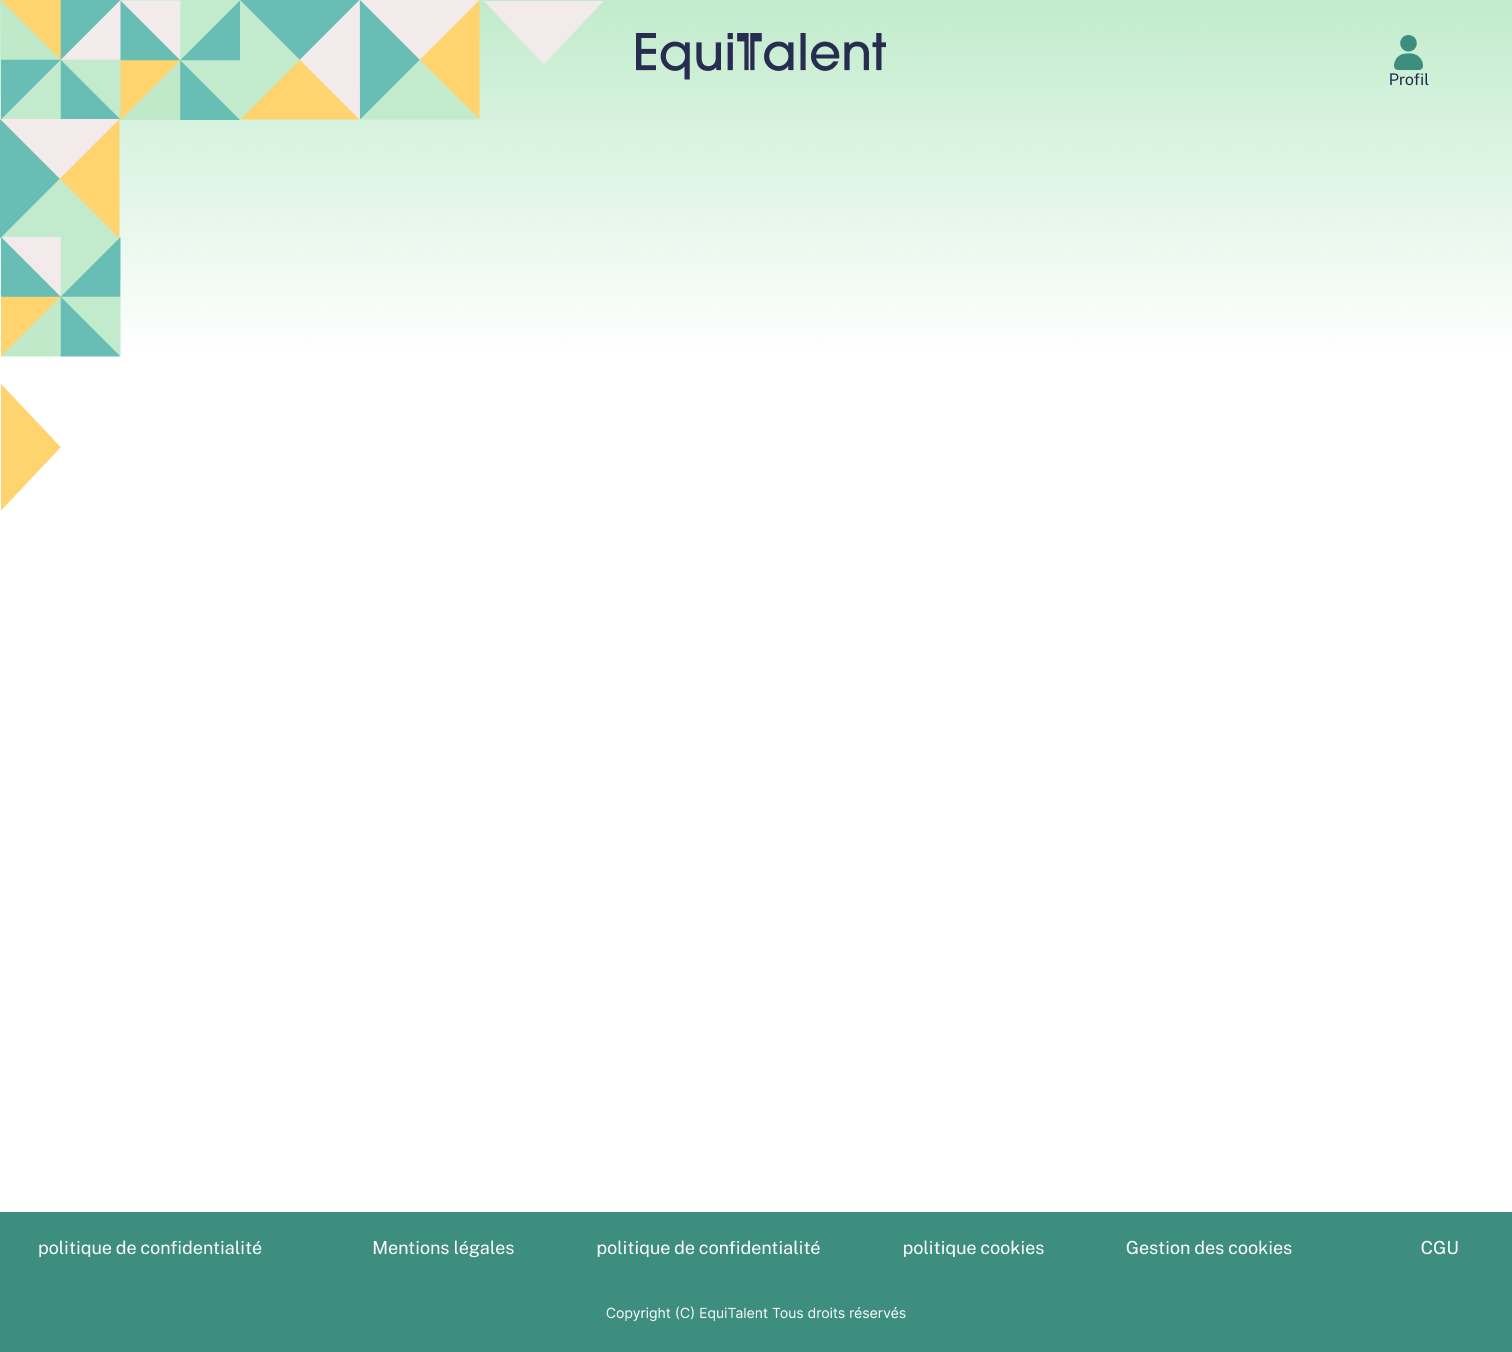 EquiTalent
Profil
politique de confidentialité
Mentions légales
politique de confidentialité
politique cookies
Gestion des cookies
CGU
Copyright (C) EquiTalent Tous droits réservés